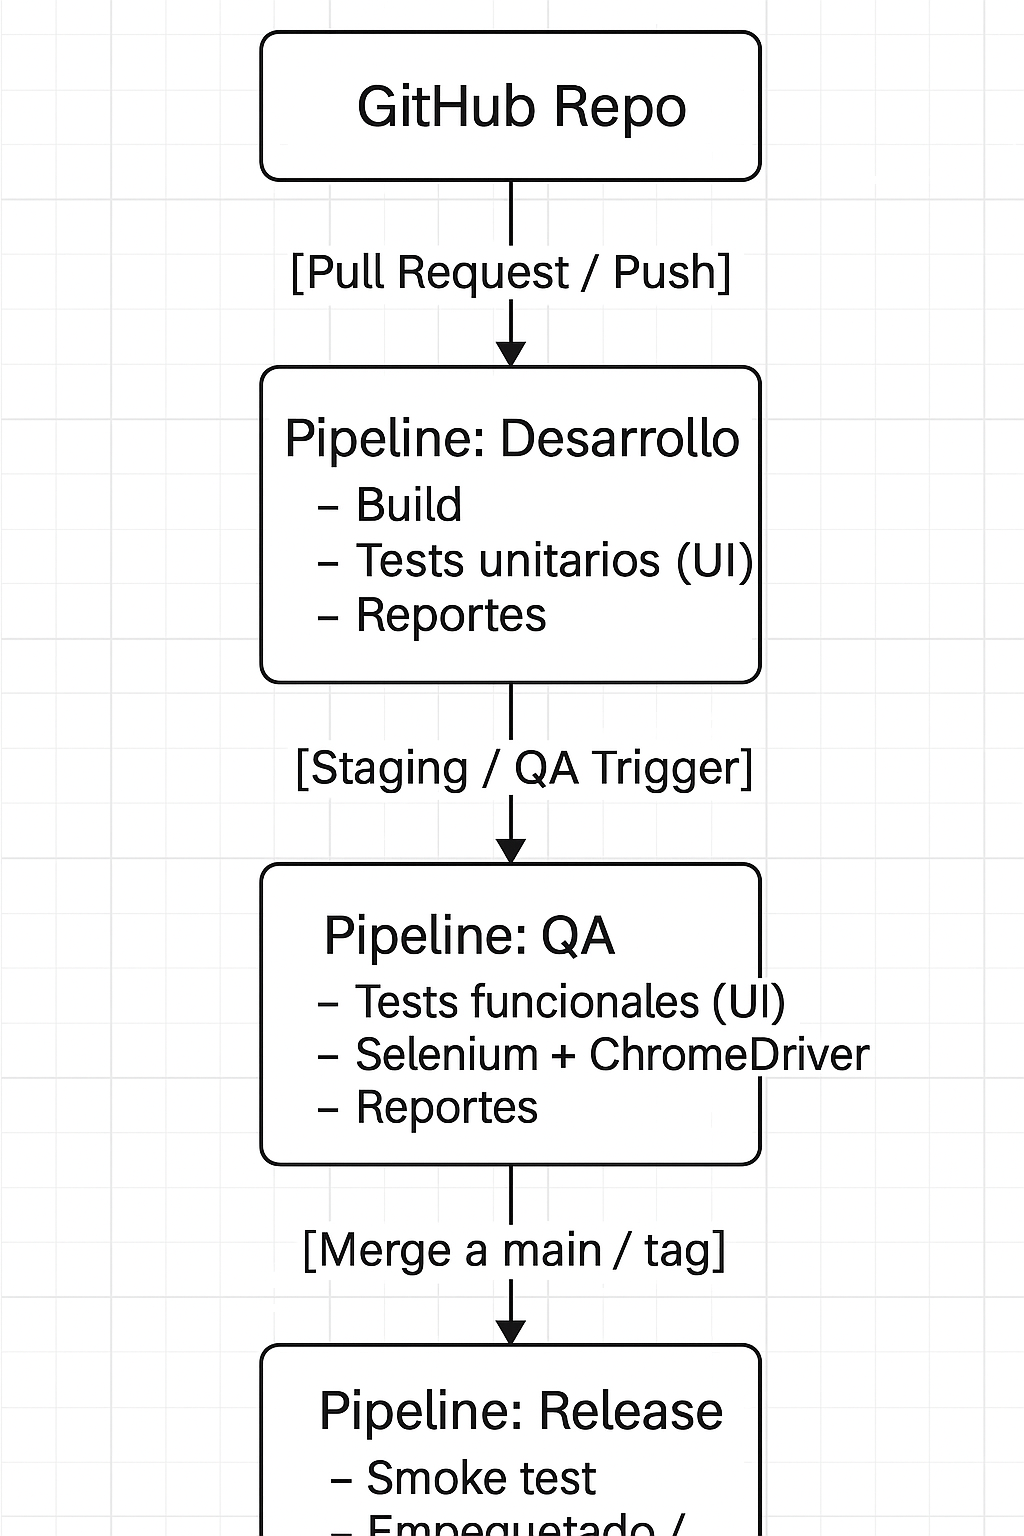 GitHub Repo
[Pull Request / Push]
Pipeline: Desarrollo
– Build
– Tests unitarios (UI)
– Reportes
[Staging / QA Trigger]
Pipeline: QA
– Tests funcionales (UI)
– Selenium + ChromeDriver
– Reportes
[Merge a main / tag]
Pipeline: Release
– Smoke test
– Empequetado /